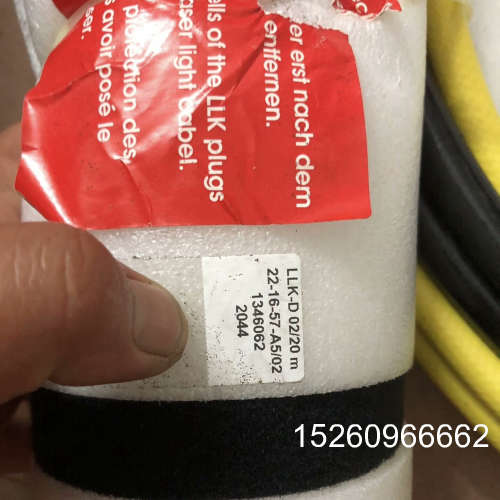 er erst nach dem
entfernen.
ells of the LLK plugs
aser light cabel.
s avoir posé le
protection des
ser.
LLK-D 02/20 m
22-16-57-A5/02
1346062
2044
15260966662